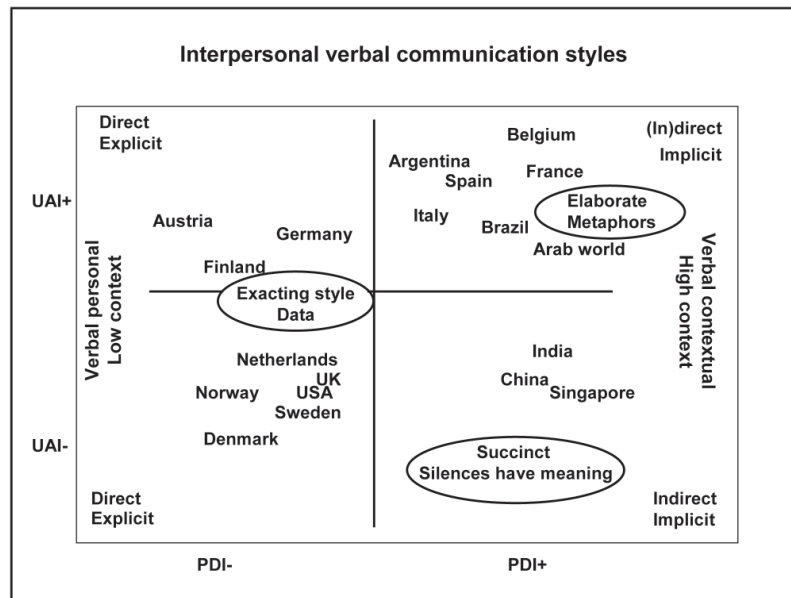 Interpersonal verbal communication styles
Direct
Explicit
(In)direct
Implicit
Belgium
Argentina
Spain
France
Elaborate
Metaphors
UAI+
Italy
Brazil
Arab world
Austria
Germany
Finland
Exacting style
Data
Verbal personal
Low context
Verbal contextual
High context
Netherlands
UK
Norway
USA
Sweden
Denmark
India
China
Singapore
UAI-
Succinct
Silences have meaning
Direct
Explicit
Indirect
Implicit
PDI-
PDI+